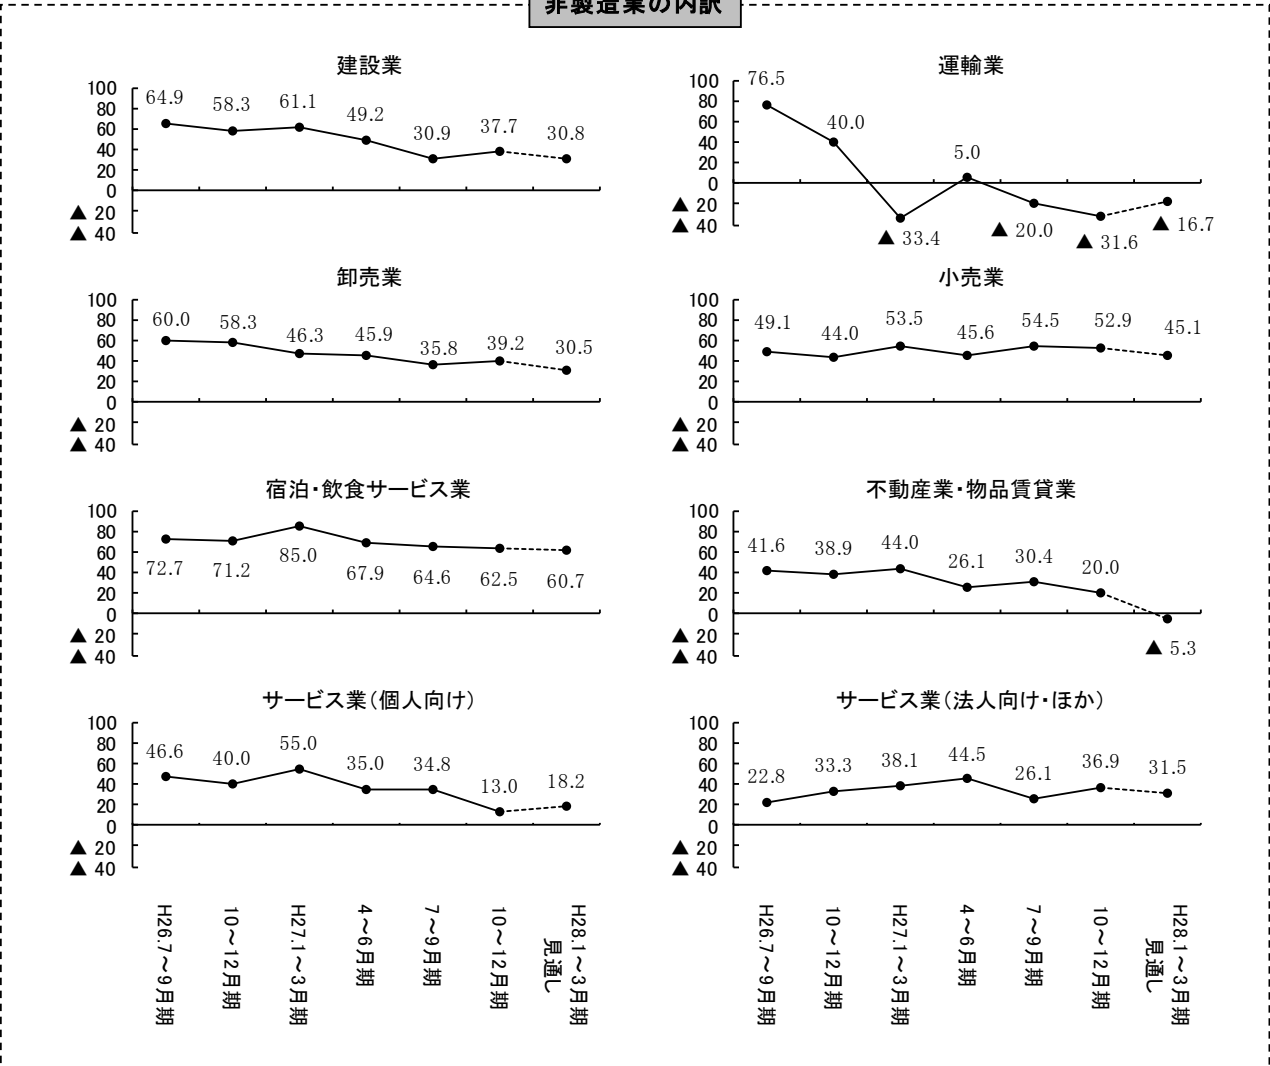 非製造業の内訳
建設業
100
80
60
40
20
0
▲ 20
▲ 40
64.9 58.3 61.1 49.2 30.9 37.7 30.8
運輸業
100
80
60
40
20
0
▲ 20
▲ 40
76.5 40.0 ▲ 33.4 5.0 ▲ 20.0 ▲ 31.6 ▲ 16.7
卸売業
100
80
60
40
20
0
▲ 20
▲ 40
60.0 58.3 46.3 45.9 35.8 39.2 30.5
小売業
100
80
60
40
20
0
▲ 20
▲ 40
49.1 44.0 53.5 45.6 54.5 52.9 45.1
宿泊・飲食サービス業
100
80
60
40
20
0
▲ 20
▲ 40
72.7 71.2 85.0 67.9 64.6 62.5 60.7
不動産業・物品賃貸業
100
80
60
40
20
0
▲ 20
▲ 40
41.6 38.9 44.0 26.1 30.4 20.0 ▲ 5.3
サービス業(個人向け)
100
80
60
40
20
0
▲ 20
▲ 40
46.6 40.0 55.0 35.0 34.8 13.0 18.2
サービス業(法人向け・ほか)
100
80
60
40
20
0
▲ 20
▲ 40
22.8 33.3 38.1 44.5 26.1 36.9 31.5
H26.7~9月期
10~12月期
H27.1~3月期
4~6月期
7~9月期
10~12月期
H28.1~3月期
見通し
H26.7~9月期
10~12月期
H27.1~3月期
4~6月期
7~9月期
10~12月期
H28.1~3月期
見通し